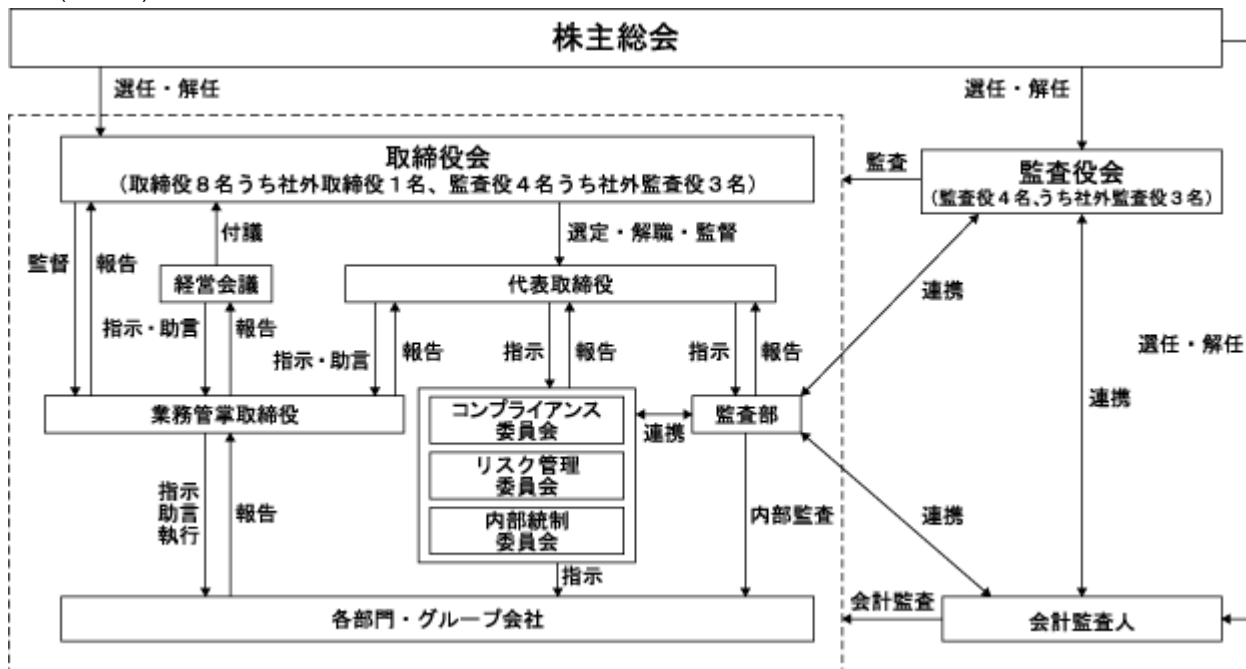 株主総会
選任・解任
選任・解任
取締役会
(取締役8名うち社外取締役1名、監査役4名うち社外監査役3名)
監査
監査役会
(監査役4名、うち社外監査役3名)
監督
報告
付議
選定・解職・監督
経営会議
代表取締役
連携
指示・助言
報告
指示・助言
報告
指示
報告
指示
報告
選任・解任
業務管掌取締役
コンプライアンス
委員会
連携
監査部
連携
リスク管理
委員会
指示
助言
執行
報告
内部統制
委員会
内部監査
連携
指示
各部門・グループ会社
会計監査
会計監査人